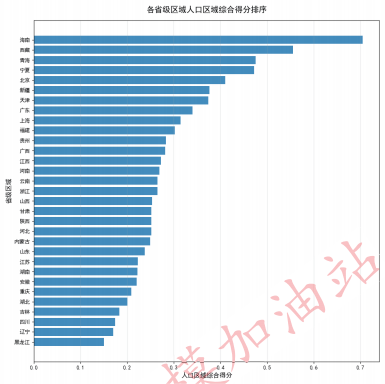 各省级区域人口区域综合得分排序
海南
西藏
青海
宁夏
北京
新疆
天津
广东
上海
福建
贵州
广西
江西
河南
云南
浙江
山西
甘肃
陕西
河北
内蒙古
山东
江苏
湖南
安徽
重庆
湖北
吉林
四川
辽宁
黑龙江
省级区域
0.0 0.1 0.2 0.3 0.4 0.5 0.6 0.7
人口区域综合得分
模加油站